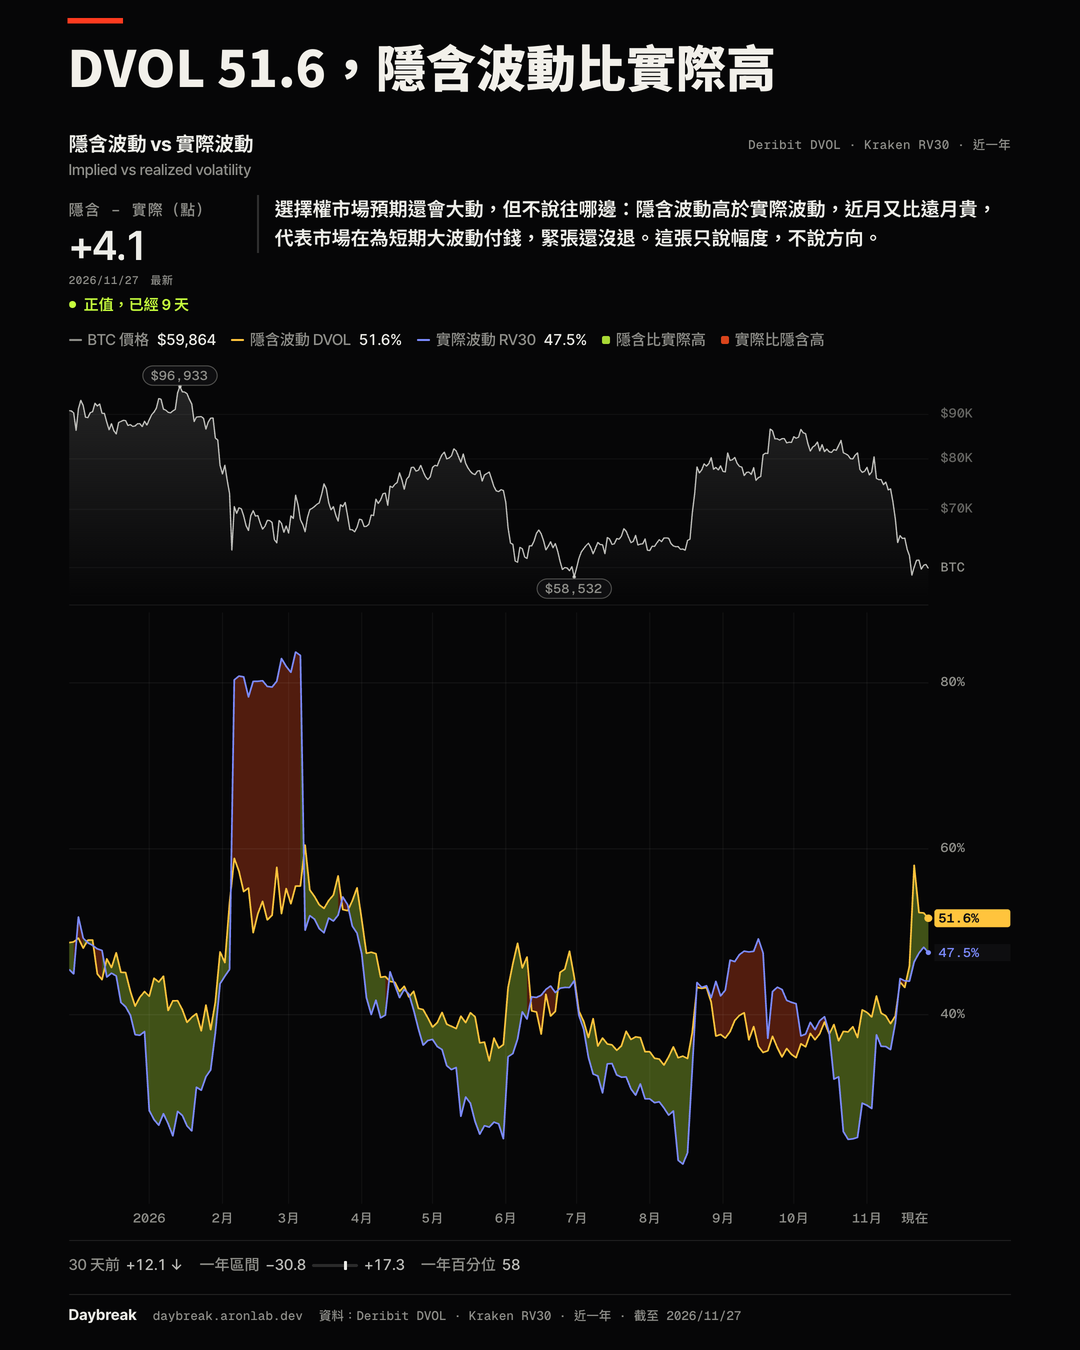 DVOL 51.6，隱含波動比實際高
隱含波動 vs 實際波動
Deribit DVOL · Kraken RV30 · 近一年
Implied vs realized volatility
隱含 − 實際（點）
+4.1
2026/11/27 最新
正值，已經 9 天
選擇權市場預期還會大動，但不說往哪邊：隱含波動高於實際波動，近月又比遠月貴，
代表市場在為短期大波動付錢，緊張還沒退。這張只說幅度，不說方向。
BTC 價格 $59,864 隱含波動 DVOL 51.6% 實際波動 RV30 47.5% 隱含比實際高 實際比隱含高
$96,933
$90K
$80K
$70K
BTC
$58,532
80%
60%
51.6%
47.5%
40%
2026 2月 3月 4月 5月 6月 7月 8月 9月 10月 11月 現在
30 天前 +12.1 ↓ 一年區間 −30.8 +17.3 一年百分位 58
Daybreak daybreak.aronlab.dev 資料：Deribit DVOL · Kraken RV30 · 近一年 · 截至 2026/11/27